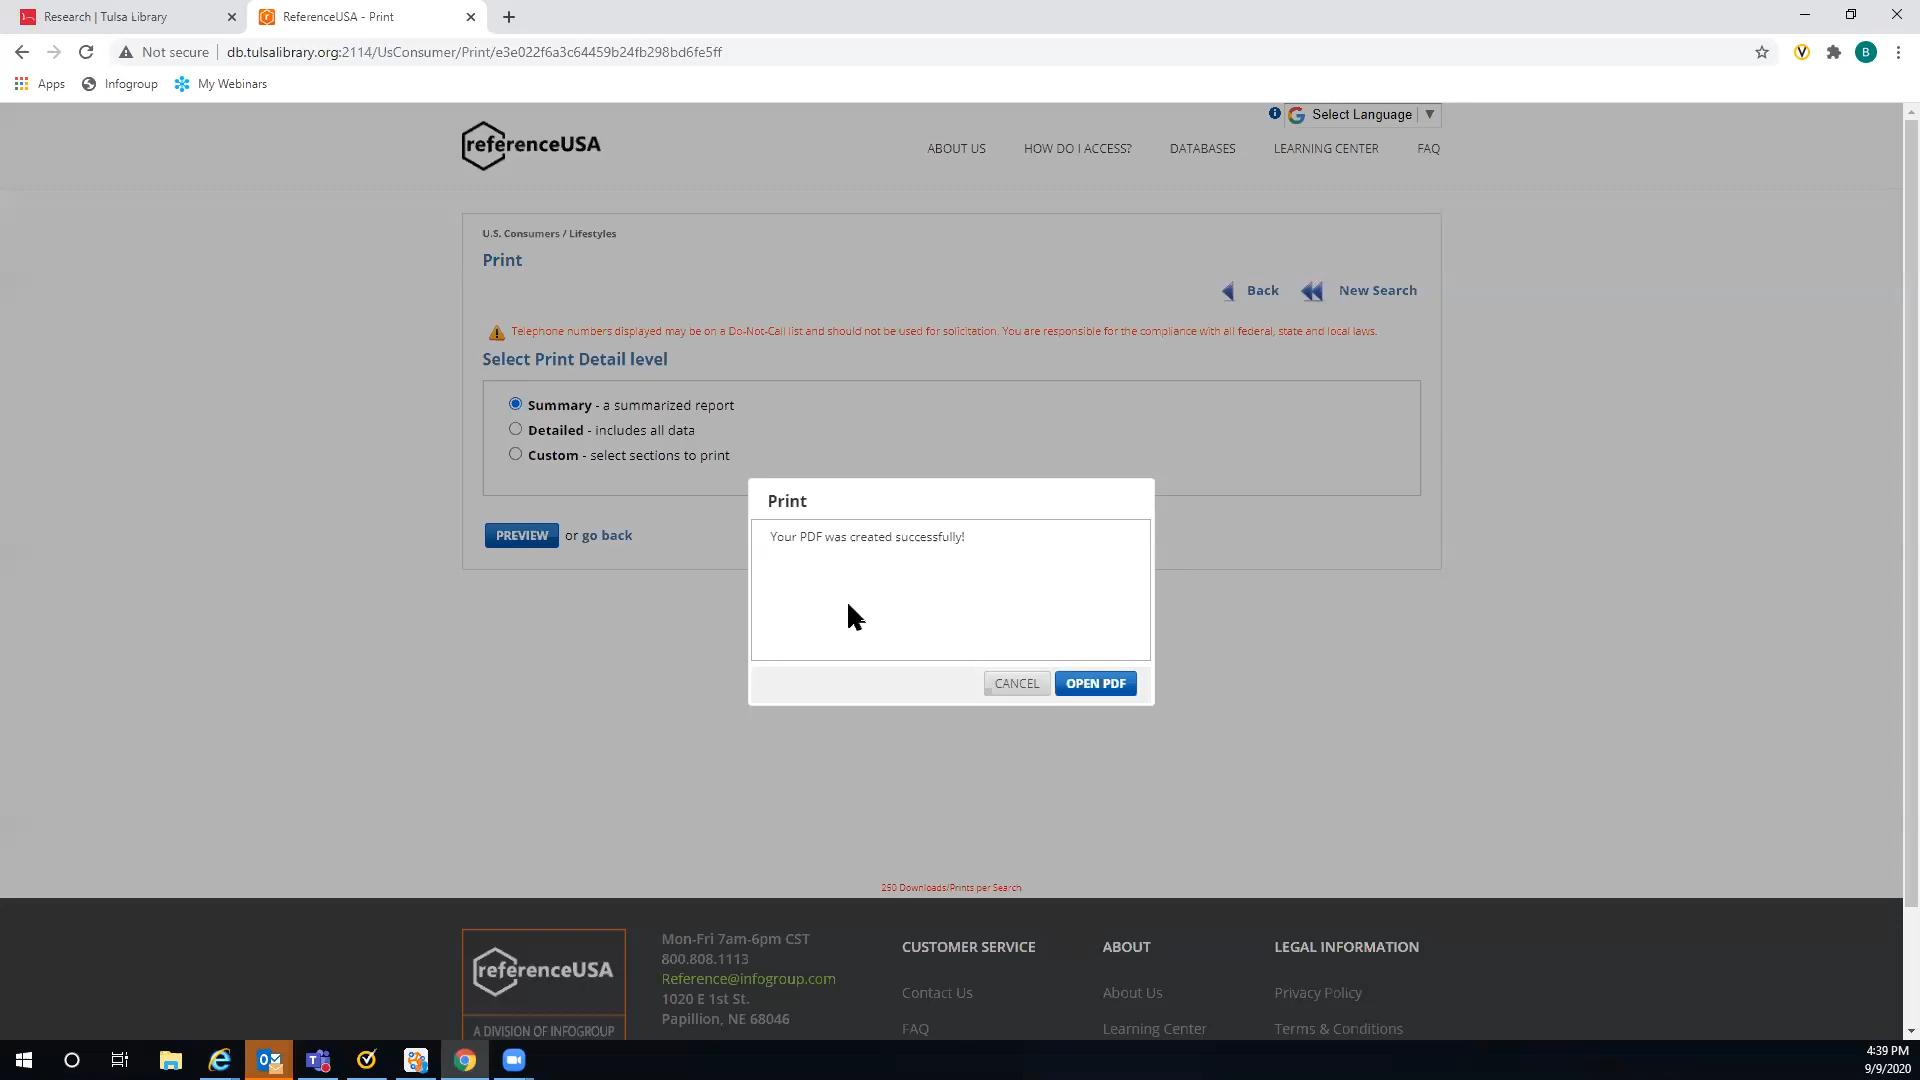 Research | Tulsa Library
ReferenceUSA - Print
Not secure
db.tulsalibrary.org:2114/UsConsumer/Print/e3e022f6a3c64459b24fb298bd6fe5ff
B
Apps
Infogroup
My Webinars
Select Language
referenceUSA
ABOUT US
HOW DO I ACCESS?
DATABASES
LEARNING CENTER
FAQ
U.S. Consumers / Lifestyles
Print
Back
New Search
Telephone numbers displayed may be on a Do-Not-Call list and should not be used for solicitation. You are responsible for the compliance with all federal, state and local laws.
Select Print Detail level
Summary - a summarized report
Detailed - includes all data
Custom - select sections to print
PREVIEW or go back
Print
Your PDF was created successfully!
CANCEL
OPEN PDF
250 Downloads/Prints per Search
referenceUSA
A DIVISION OF INFOGROUP
Mon-Fri 7am-6pm CST
800.808.1113
Reference@infogroup.com
1020 E 1st St.
Papillion, NE 68046
CUSTOMER SERVICE
Contact Us
FAQ
ABOUT
About Us
Learning Center
LEGAL INFORMATION
Privacy Policy
Terms & Conditions
4:39 PM
9/9/2020